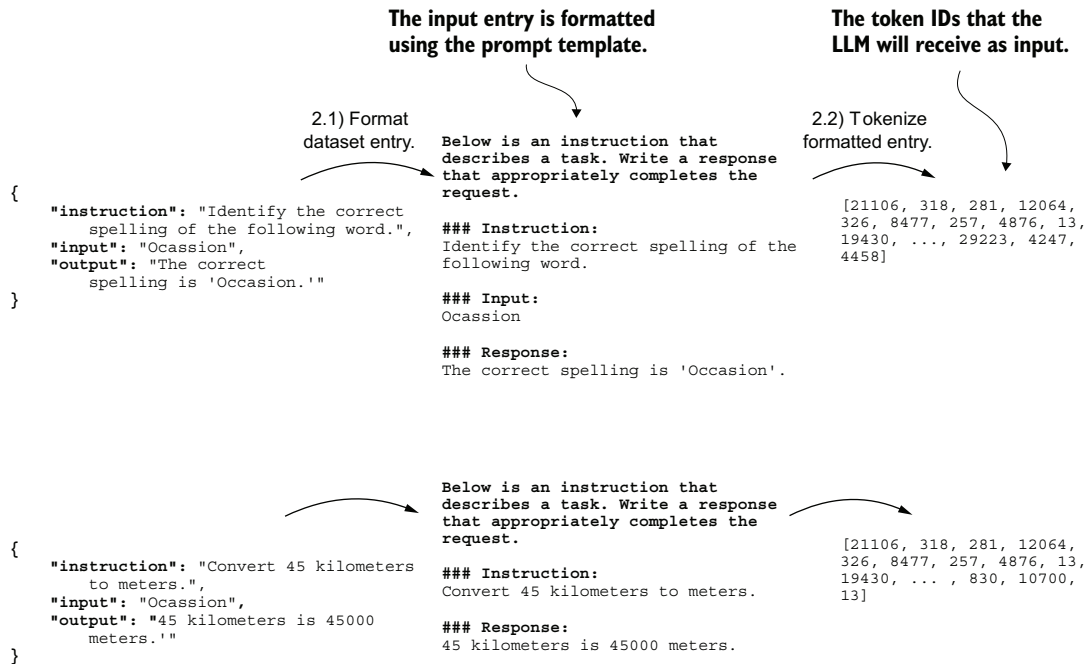 The input entry is formatted
using the prompt template.
The token IDs that the
LLM will receive as input.
2.1) Format
dataset entry.
2.2) Tokenize
formatted entry.
{
"instruction": "Identify the correct
spelling of the following word.",
"input": "Ocassion",
"output": "The correct
spelling is 'Occasion.'"
}
Below is an instruction that
describes a task. Write a response
that appropriately completes the
request.
### Instruction:
Identify the correct spelling of the
following word.
### Input:
Ocassion
### Response:
The correct spelling is 'Occasion'.
[21106, 318, 281, 12064,
326, 8477, 257, 4876, 13,
19430, ..., 29223, 4247,
4458]
{
"instruction": "Convert 45 kilometers
to meters.",
"input": "Ocassion",
"output": "45 kilometers is 45000
meters.'"
}
Below is an instruction that
describes a task. Write a response
that appropriately completes the
request.
### Instruction:
Convert 45 kilometers to meters.
### Response:
45 kilometers is 45000 meters.
[21106, 318, 281, 12064,
326, 8477, 257, 4876, 13,
19430, ... , 830, 10700,
13]